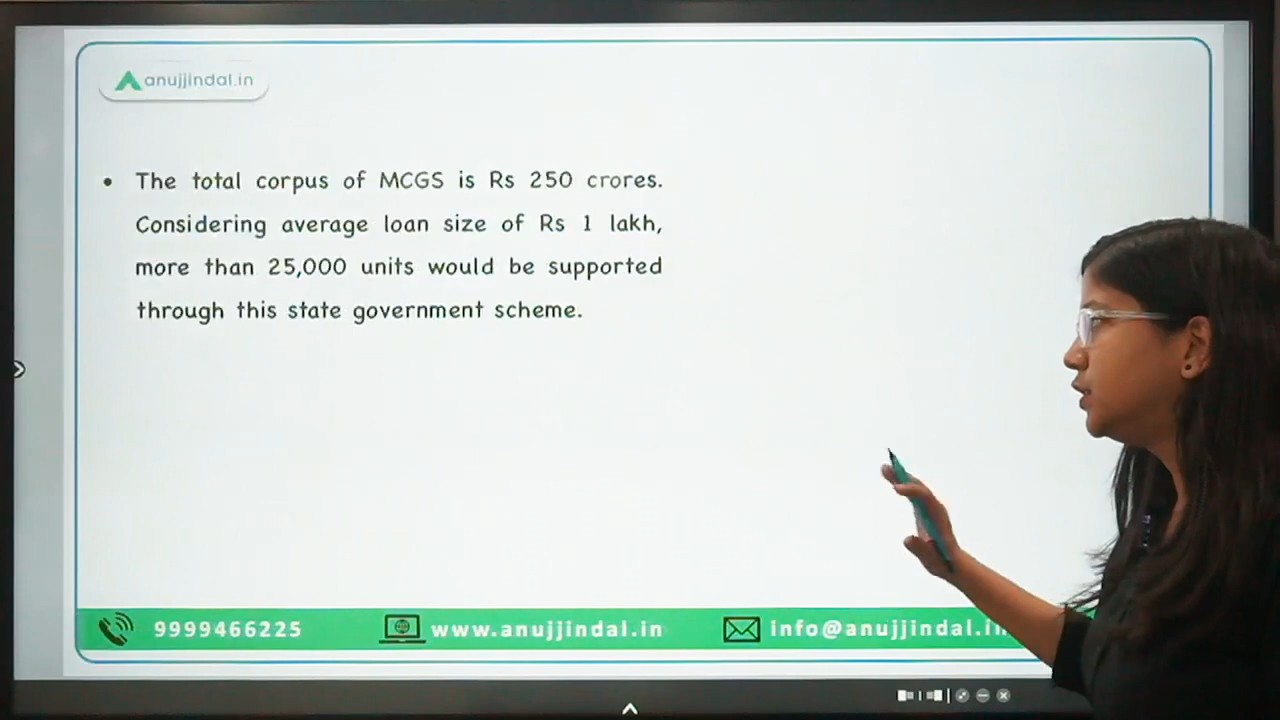 anujjindal.in
• The total corpus of MCGS is Rs 250 crores.
Considering average loan size of Rs 1 lakh,
more than 25,000 units would be supported
through this state government scheme.
9999466225
www.anujjindal.in
info@anujjindal.in